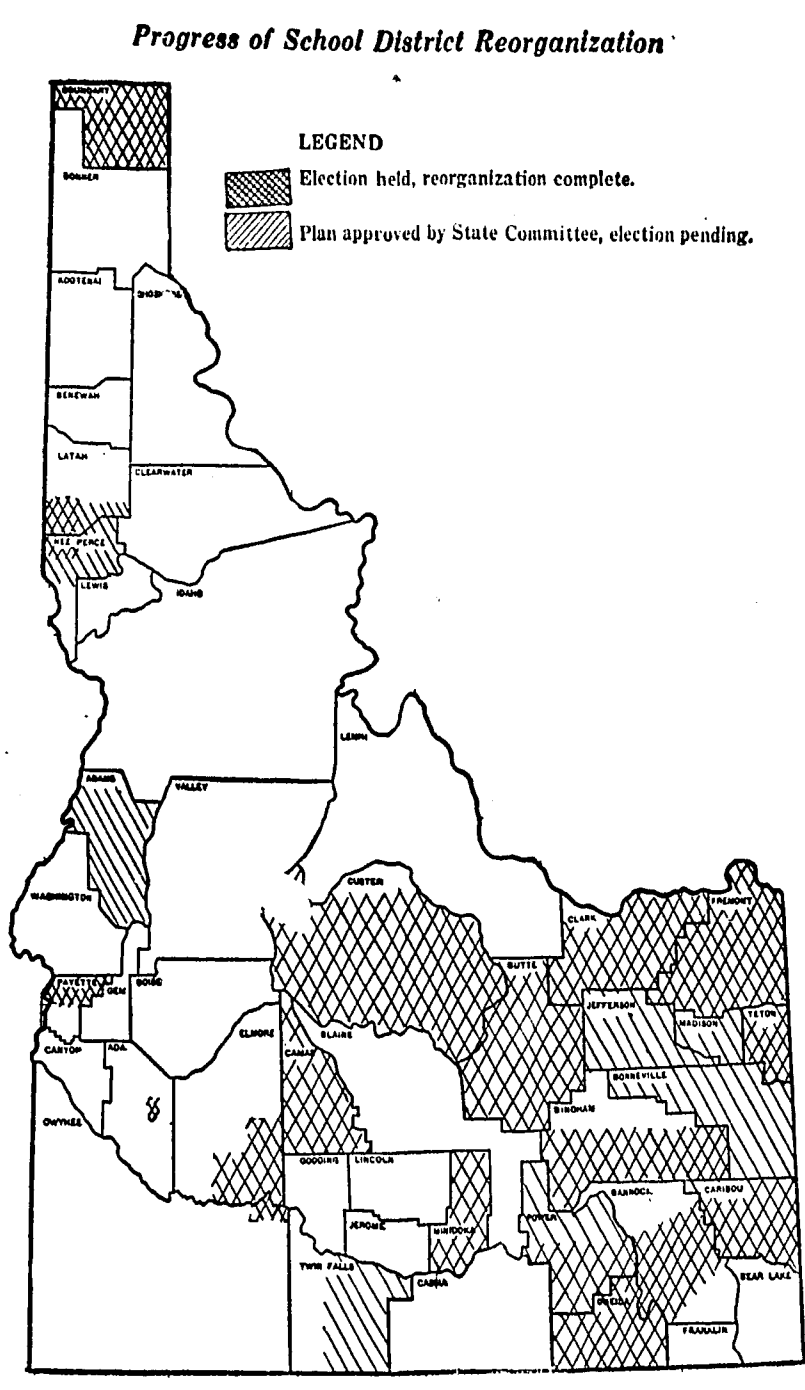 Progress of School District Reorganization
LEGEND
Election held, reorganization complete.
Plan approved by State Committee, election pending.
BOUNDARY
BONNER
KOOTENAI
BENEWAH
LATAH
CLEARWATER
NEZ PERCE
LEWIS
IDAHO
LEMHI
ADAMS
VALLEY
WASHINGTON
CUSTER
CLARK
FREMONT
PAYETTE
GEM
BOISE
BUTTE
JEFFERSON
MADISON
TETON
CANYON
ADA
ELMORE
BLAINE
CAMAS
BONNEVILLE
BINGHAM
OWYHEE
GOODING
LINCOLN
BANNOCK
CARIBOU
JEROME
MINIDOKA
POWER
TWIN FALLS
CASSIA
ONEIDA
BEAR LAKE
FRANKLIN